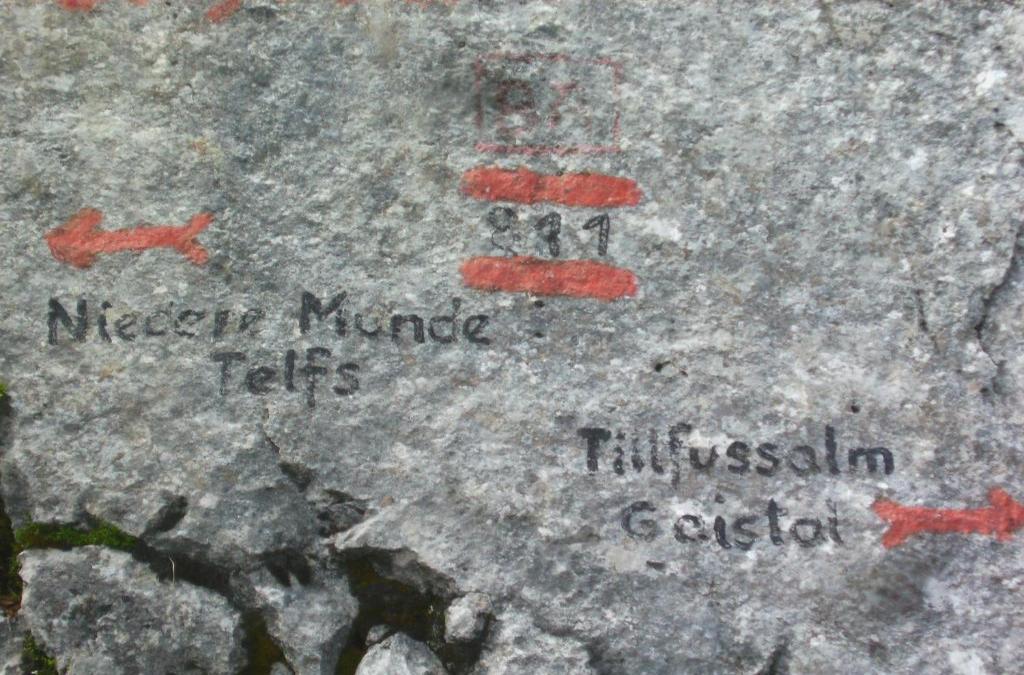 811
Niedere Munde
Telfs
Tillfussalm
Gaistal